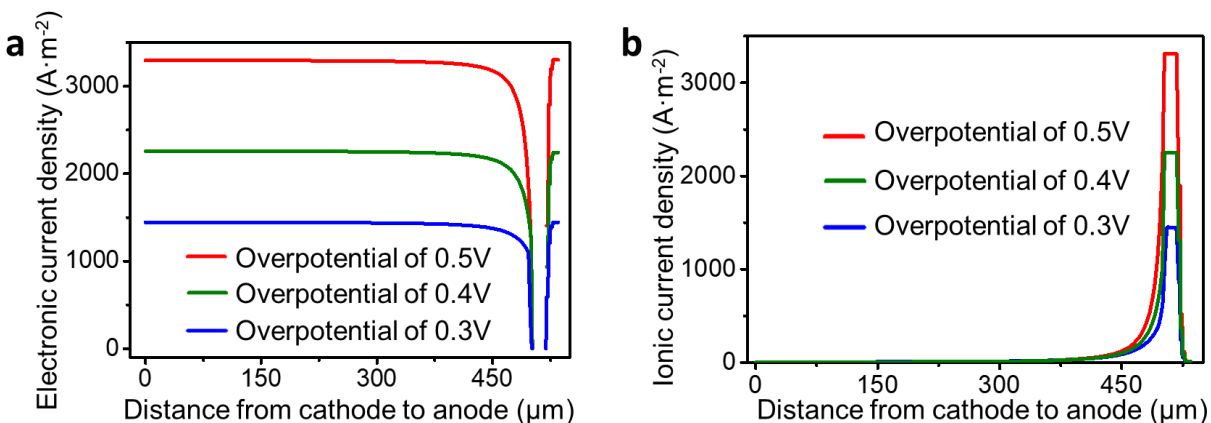 a
Electronic current density (A·m⁻²)
3000
2000
1000
0
Overpotential of 0.5V
Overpotential of 0.4V
Overpotential of 0.3V
0 150 300 450
Distance from cathode to anode (μm)
b
Ionic current density (A·m⁻²)
3000
2000
1000
0
Overpotential of 0.5V
Overpotential of 0.4V
Overpotential of 0.3V
0 150 300 450
Distance from cathode to anode (μm)